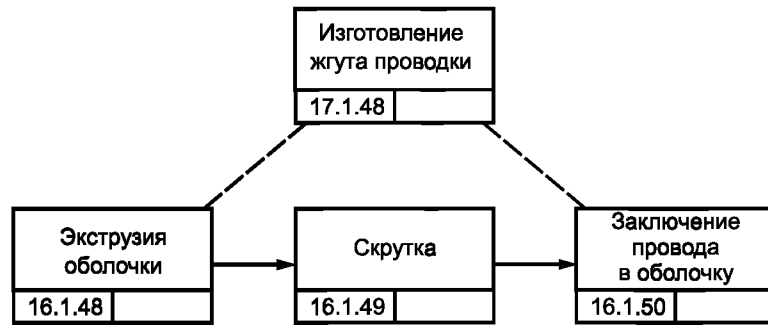 Изготовление
жгута проводки
17.1.48
Экструзия
оболочки
16.1.48
Скрутка
16.1.49
Заключение
провода
в оболочку
16.1.50